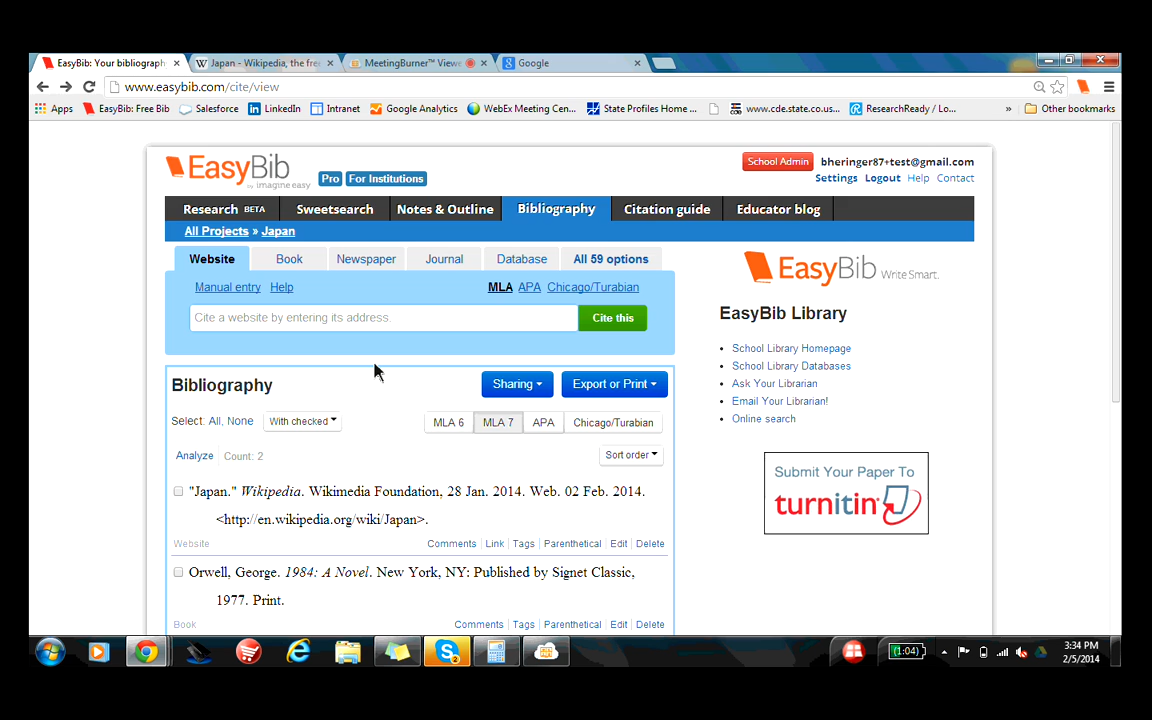 EasyBib: Your bibliograph
Japan - Wikipedia, the fre
MeetingBurner™ Viewe
Google
www.easybib.com/cite/view
Apps
EasyBib: Free Bib
Salesforce
LinkedIn
Intranet
Google Analytics
WebEx Meeting Cen...
State Profiles Home ...
www.cde.state.co.us...
ResearchReady / Lo...
»
Other bookmarks
EasyBib
by imagine easy
Pro
For Institutions
School Admin
bheringer87+test@gmail.com
Settings Logout Help Contact
Research BETA
Sweetsearch
Notes & Outline
Bibliography
Citation guide
Educator blog
All Projects » Japan
Website
Book
Newspaper
Journal
Database
All 59 options
Manual entry Help
MLA APA Chicago/Turabian
Cite a website by entering its address.
Cite this
EasyBib Write Smart.
EasyBib Library
School Library Homepage
School Library Databases
Ask Your Librarian
Email Your Librarian!
Online search
Bibliography
Sharing
Export or Print
Select: All, None
With checked
MLA 6
MLA 7
APA
Chicago/Turabian
Analyze Count: 2
Sort order
"Japan." Wikipedia. Wikimedia Foundation, 28 Jan. 2014. Web. 02 Feb. 2014.
<http://en.wikipedia.org/wiki/Japan>.
Website
Comments Link Tags Parenthetical Edit Delete
Orwell, George. 1984: A Novel. New York, NY: Published by Signet Classic,
1977. Print.
Book
Comments Tags Parenthetical Edit Delete
Submit Your Paper To
turnitin
2
(1:04)
3:34 PM
2/5/2014